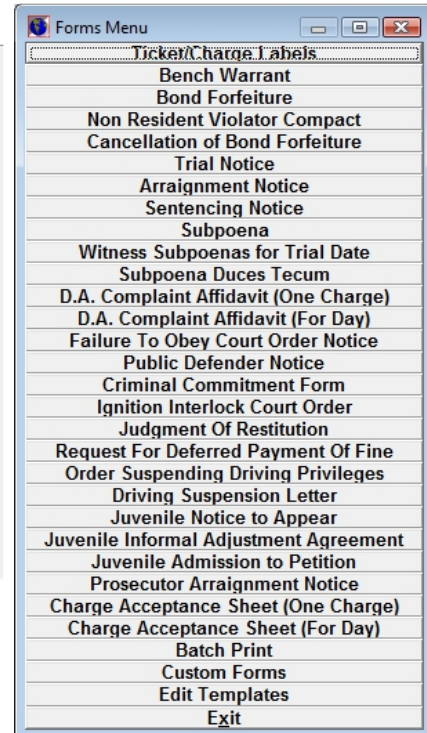 Forms Menu
Ticket/Charge Labels
Bench Warrant
Bond Forfeiture
Non Resident Violator Compact
Cancellation of Bond Forfeiture
Trial Notice
Arraignment Notice
Sentencing Notice
Subpoena
Witness Subpoenas for Trial Date
Subpoena Duces Tecum
D.A. Complaint Affidavit (One Charge)
D.A. Complaint Affidavit (For Day)
Failure To Obey Court Order Notice
Public Defender Notice
Criminal Commitment Form
Ignition Interlock Court Order
Judgment Of Restitution
Request For Deferred Payment Of Fine
Order Suspending Driving Privileges
Driving Suspension Letter
Juvenile Notice to Appear
Juvenile Informal Adjustment Agreement
Juvenile Admission to Petition
Prosecutor Arraignment Notice
Charge Acceptance Sheet (One Charge)
Charge Acceptance Sheet (For Day)
Batch Print
Custom Forms
Edit Templates
Exit